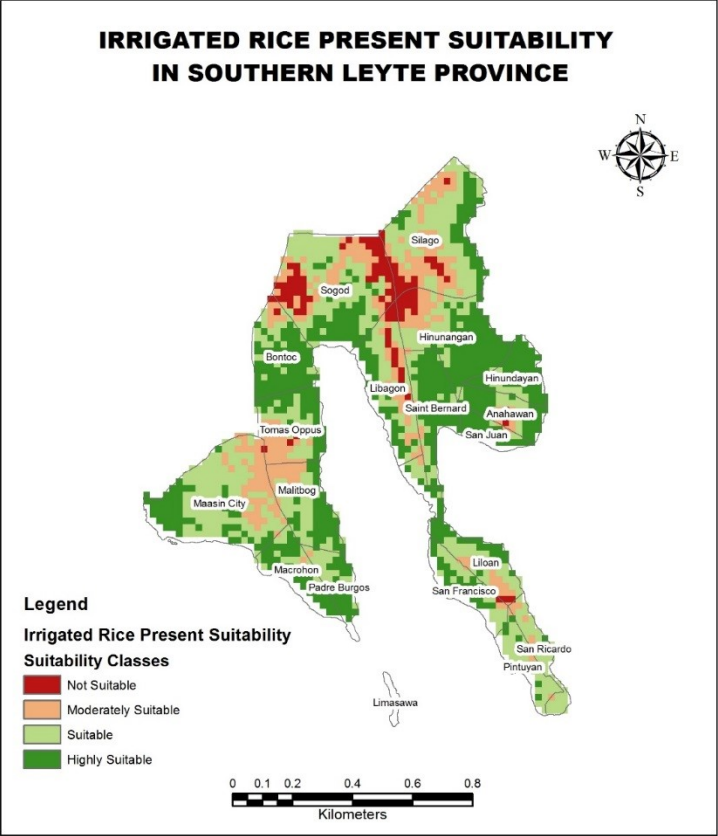 IRRIGATED RICE PRESENT SUITABILITY
IN SOUTHERN LEYTE PROVINCE
N
W
E
S
Silago
Sogod
Hinunangan
Bontoc
Hinundayan
Libagon
Saint Bernard
Anahawan
Tomas Oppus
San Juan
Malitbog
Maasin City
Liloan
Macrohon
Padre Burgos
San Francisco
San Ricardo
Pintuyan
Limasawa
Legend
Irrigated Rice Present Suitability
Suitability Classes
Not Suitable
Moderately Suitable
Suitable
Highly Suitable
0 0.1 0.2 0.4 0.6 0.8
Kilometers